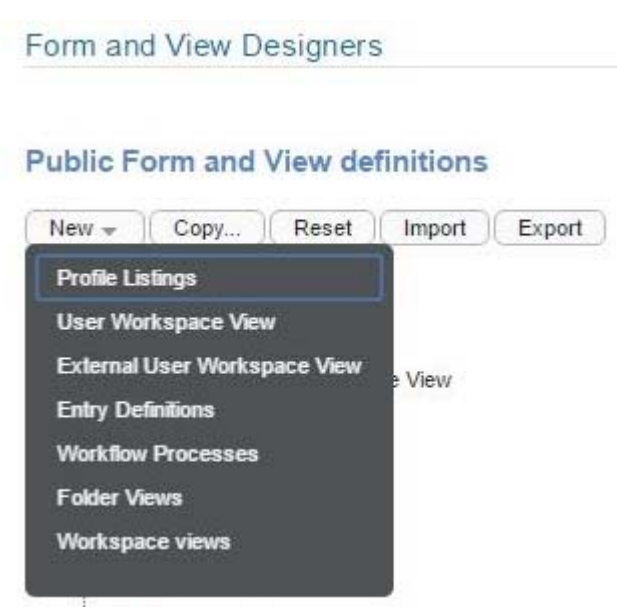 Form and View Designers
Public Form and View definitions
New Copy... Reset Import Export
Profile Listings
User Workspace View
External User Workspace View
View
Entry Definitions
Workflow Processes
Folder Views
Workspace views